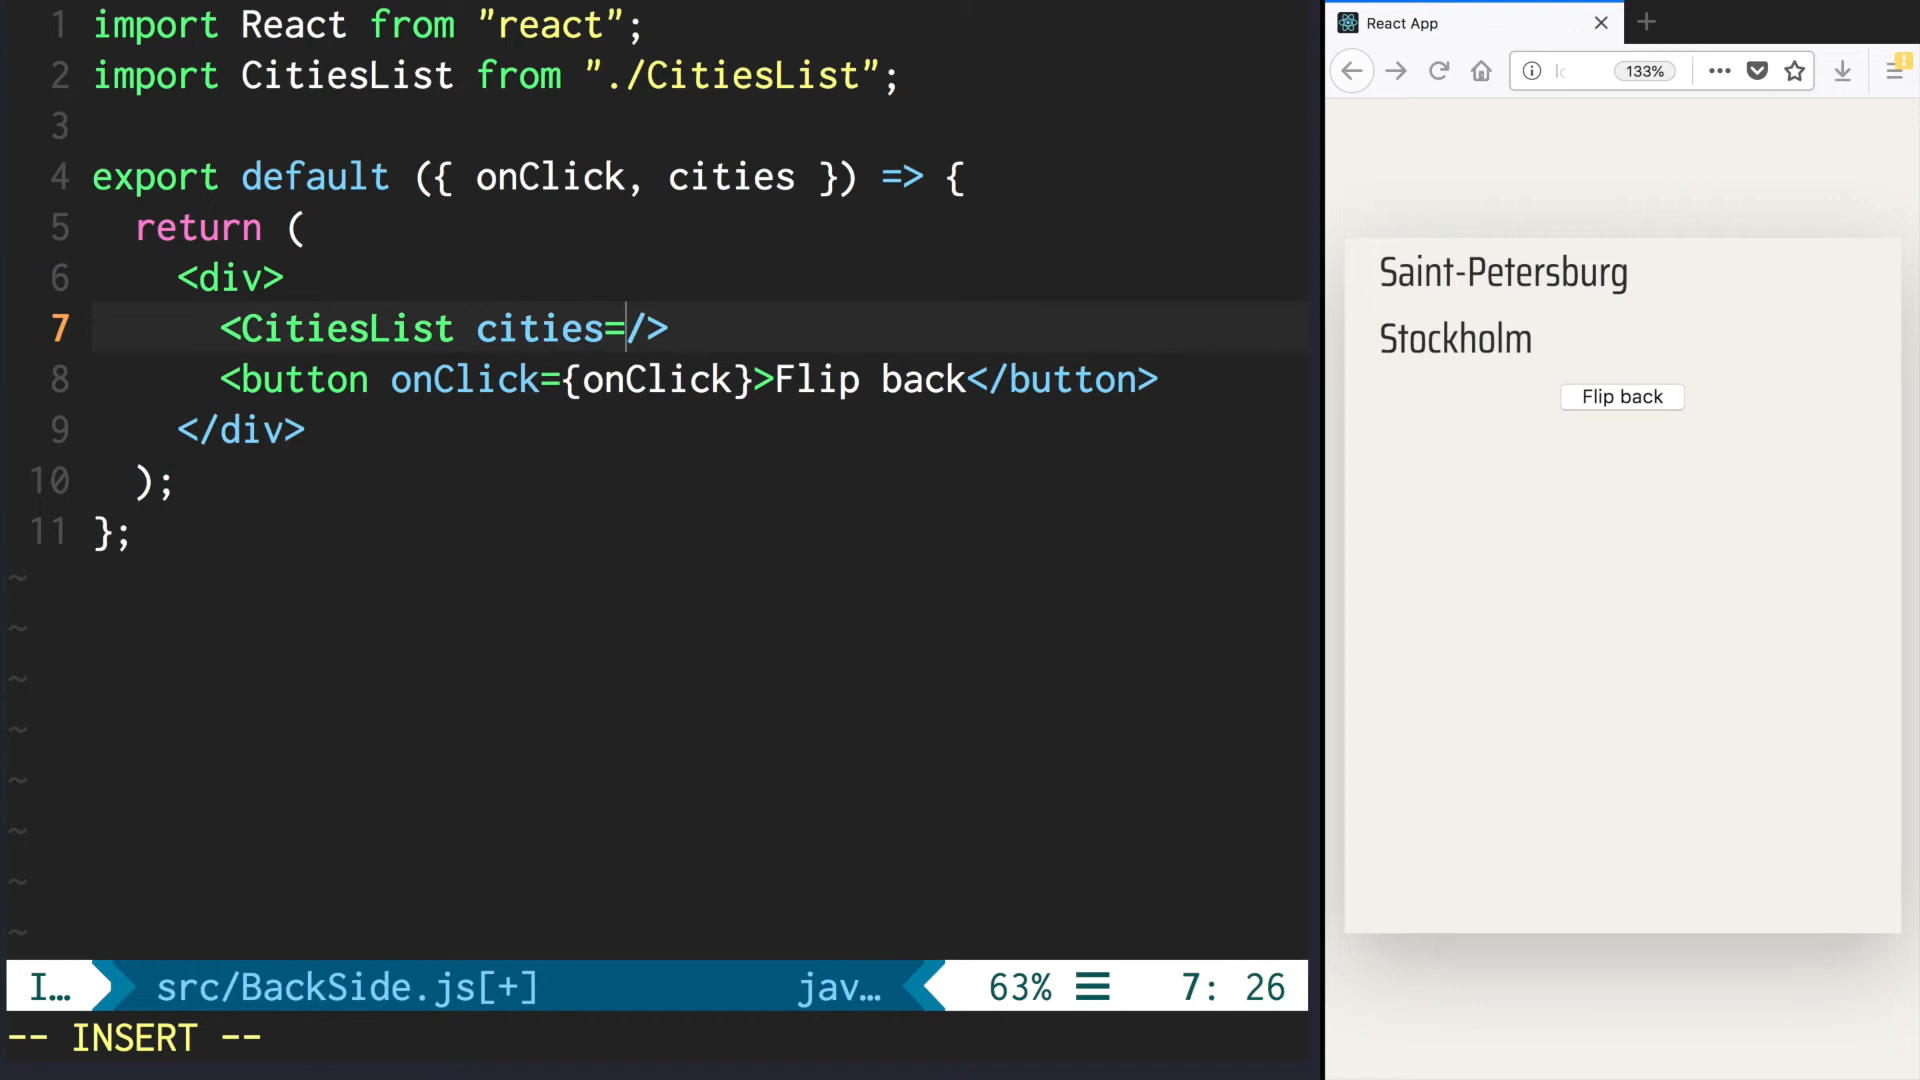 1 import React from "react";
2 import CitiesList from "./CitiesList";
3
4 export default ({ onClick, cities }) => {
5 return (
6 <div>
7 <CitiesList cities=/>
8 <button onClick={onClick}>Flip back</button>
9 </div>
10 );
11 };
~
~
~
~
~
~
~
~
I... src/BackSide.js[+] jav... 63% ☰ 7: 26
-- INSERT --
React App
133%
Saint-Petersburg
Stockholm
Flip back